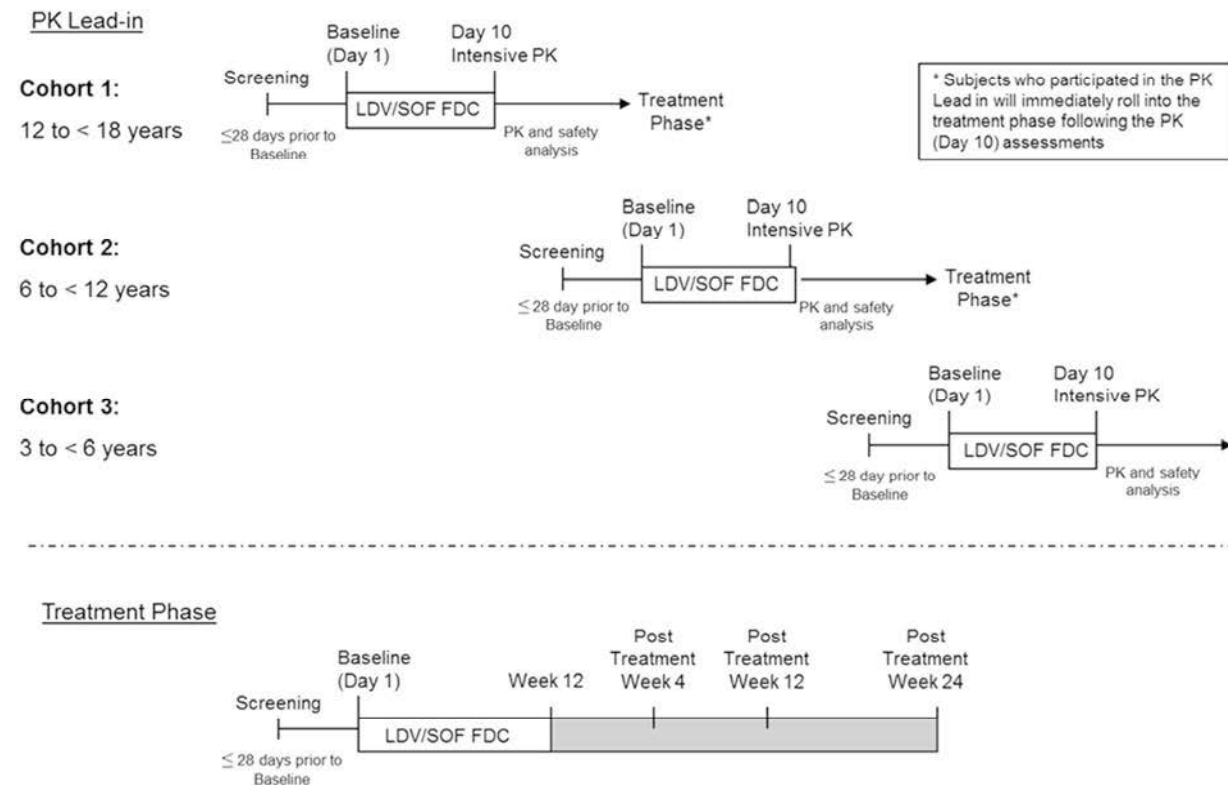 PK Lead-in
Cohort 1:
12 to < 18 years
Screening
≤28 days prior to
Baseline
Baseline
(Day 1)
LDV/SOF FDC
Day 10
Intensive PK
PK and safety
analysis
Treatment
Phase*
* Subjects who participated in the PK
Lead in will immediately roll into the
treatment phase following the PK
(Day 10) assessments
Cohort 2:
6 to < 12 years
Screening
≤ 28 day prior to
Baseline
Baseline
(Day 1)
LDV/SOF FDC
Day 10
Intensive PK
PK and safety
analysis
Treatment
Phase*
Cohort 3:
3 to < 6 years
Screening
≤ 28 day prior to
Baseline
Baseline
(Day 1)
LDV/SOF FDC
Day 10
Intensive PK
PK and safety
analysis
Treatment Phase
Screening
≤ 28 days prior to
Baseline
Baseline
(Day 1)
LDV/SOF FDC
Week 12
Post
Treatment
Week 4
Post
Treatment
Week 12
Post
Treatment
Week 24